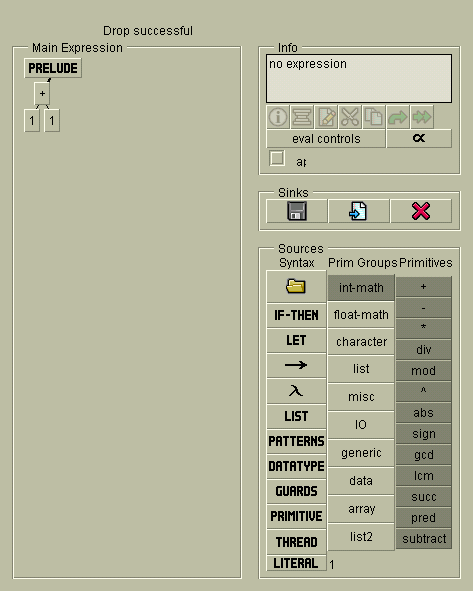 Drop successful
Main Expression
PRELUDE
+
1 1
Info
no expression
eval controls
∝
Sinks
Sources
Syntax Prim Groups Primitives
IF-THEN
LET
→
λ
LIST
PATTERNS
DATATYPE
GUARDS
PRIMITIVE
THREAD
LITERAL 1
int-math
float-math
character
list
misc
IO
generic
data
array
list2
+
-
*
div
mod
^
abs
sign
gcd
lcm
succ
pred
subtract